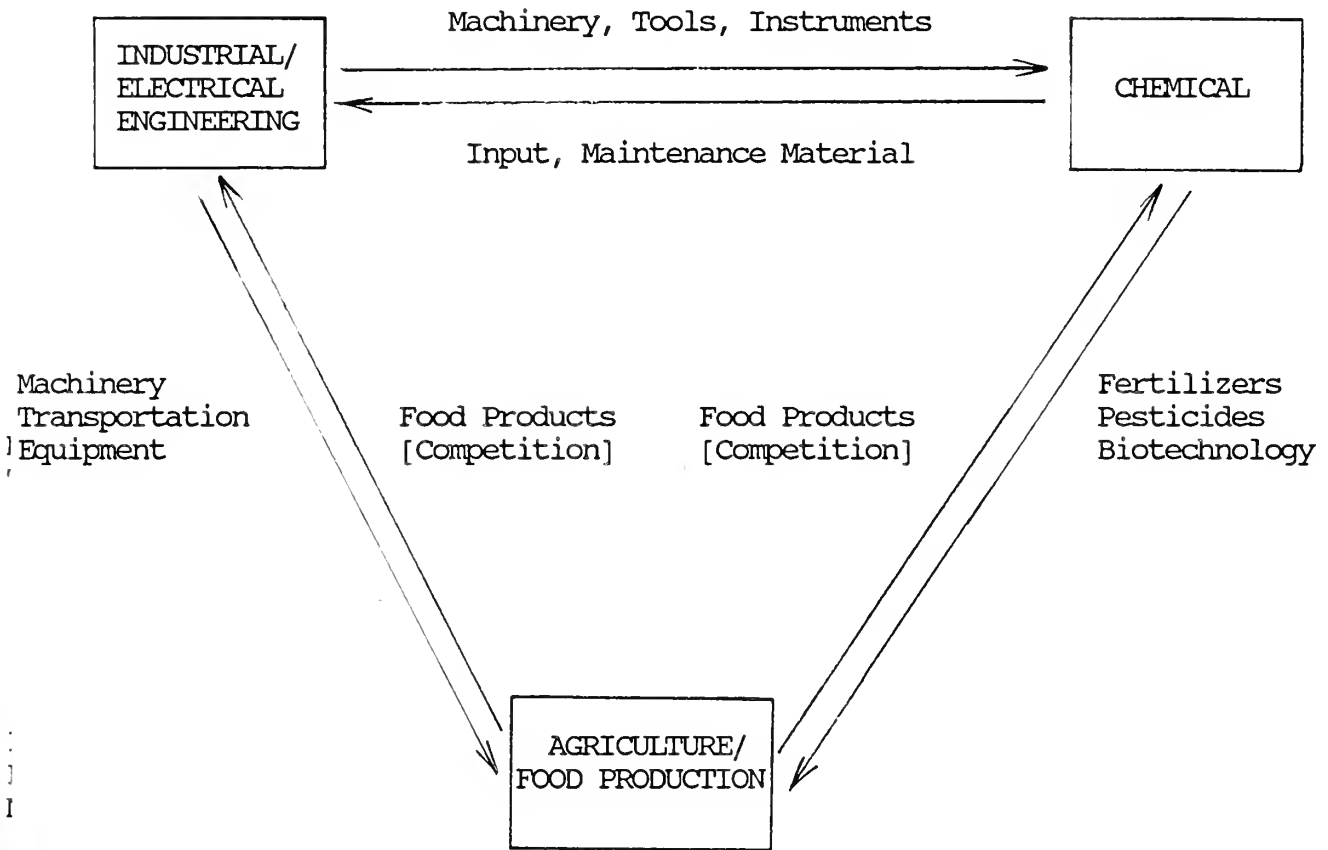 Machinery, Tools, Instruments
INDUSTRIAL/
ELECTRICAL
ENGINEERING
CHEMICAL
Input, Maintenance Material
Machinery
Transportation
Equipment
Food Products
[Competition]
Food Products
[Competition]
Fertilizers
Pesticides
Biotechnology
AGRICULTURE/
FOOD PRODUCTION